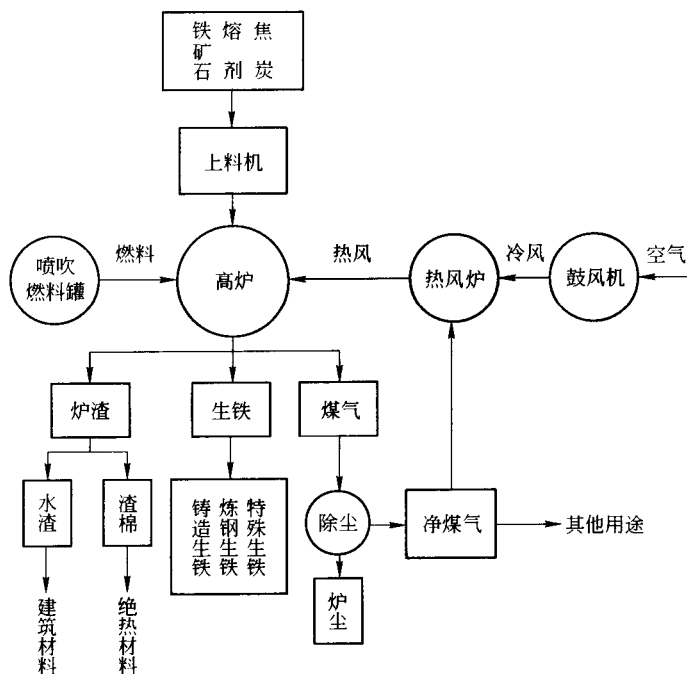 铁矿石 熔剂 焦炭
上料机
喷吹燃料罐
燃料
高炉
热风
热风炉
冷风
鼓风机
空气
炉渣
生铁
煤气
水渣
渣棉
铸造生铁
炼钢生铁
特殊生铁
除尘
净煤气
其他用途
炉尘
建筑材料
绝热材料